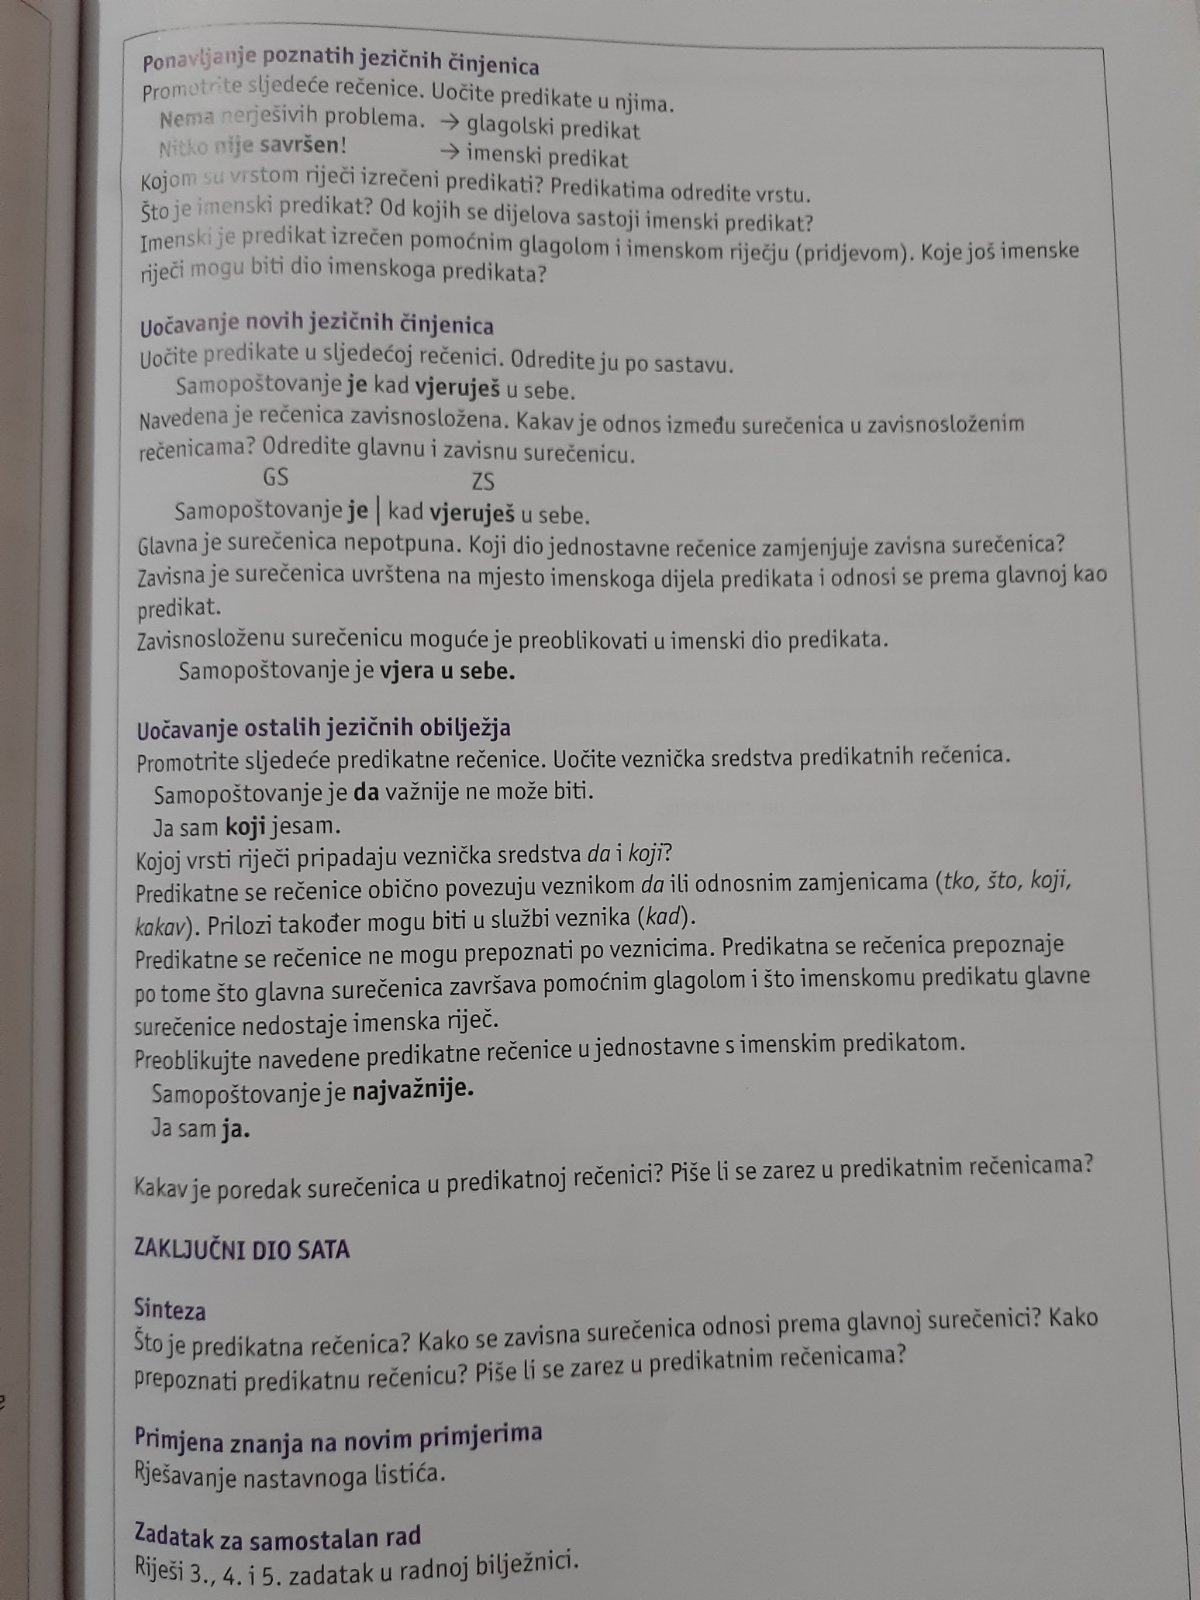 Ponavljanje poznatih jezičnih činjenica
Promotrite sljedeće rečenice. Uočite predikate u njima.
Nema nerješivih problema. → glagolski predikat
Nitko nije savršen! → imenski predikat
Kojom su vrstom riječi izrečeni predikati? Predikatima odredite vrstu.
Što je imenski predikat? Od kojih se dijelova sastoji imenski predikat?
Imenski je predikat izrečen pomoćnim glagolom i imenskom riječju (pridjevom). Koje još imenske
riječi mogu biti dio imenskoga predikata?
Uočavanje novih jezičnih činjenica
Uočite predikate u sljedećoj rečenici. Odredite ju po sastavu.
Samopoštovanje je kad vjeruješ u sebe.
Navedena je rečenica zavisnosložena. Kakav je odnos između surečenica u zavisnosloženim
rečenicama? Odredite glavnu i zavisnu surečenicu.
GS ZS
Samopoštovanje je | kad vjeruješ u sebe.
Glavna je surečenica nepotpuna. Koji dio jednostavne rečenice zamjenjuje zavisna surečenica?
Zavisna je surečenica uvrštena na mjesto imenskoga dijela predikata i odnosi se prema glavnoj kao
predikat.
Zavisnosloženu surečenicu moguće je preoblikovati u imenski dio predikata.
Samopoštovanje je vjera u sebe.
Uočavanje ostalih jezičnih obilježja
Promotrite sljedeće predikatne rečenice. Uočite veznička sredstva predikatnih rečenica.
Samopoštovanje je da važnije ne može biti.
Ja sam koji jesam.
Kojoj vrsti riječi pripadaju veznička sredstva da i koji?
Predikatne se rečenice obično povezuju veznikom da ili odnosnim zamjenicama (tko, što, koji,
kakav). Prilozi također mogu biti u službi veznika (kad).
Predikatne se rečenice ne mogu prepoznati po veznicima. Predikatna se rečenica prepoznaje
po tome što glavna surečenica završava pomoćnim glagolom i što imenskomu predikatu glavne
surečenice nedostaje imenska riječ.
Preoblikujte navedene predikatne rečenice u jednostavne s imenskim predikatom.
Samopoštovanje je najvažnije.
Ja sam ja.
Kakav je poredak surečenica u predikatnoj rečenici? Piše li se zarez u predikatnim rečenicama?
ZAKLJUČNI DIO SATA
Sinteza
Što je predikatna rečenica? Kako se zavisna surečenica odnosi prema glavnoj surečenici? Kako
prepoznati predikatnu rečenicu? Piše li se zarez u predikatnim rečenicama?
Primjena znanja na novim primjerima
Rješavanje nastavnoga listića.
Zadatak za samostalan rad
Riješi 3., 4. i 5. zadatak u radnoj bilježnici.